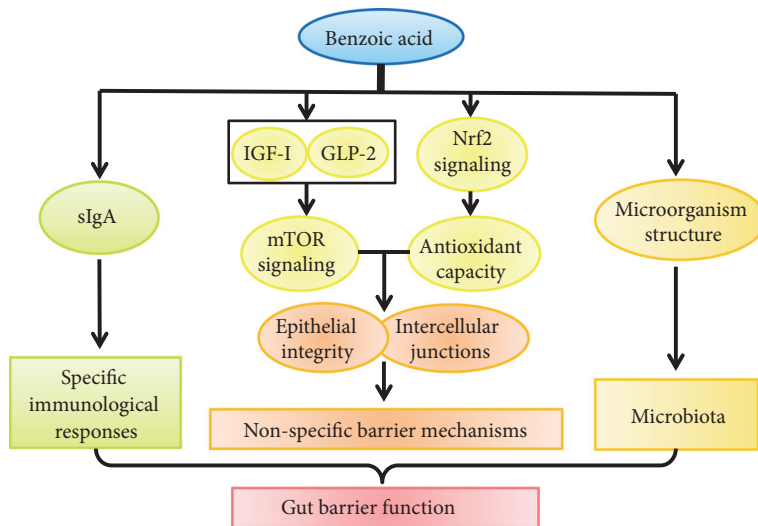 Benzoic acid
IGF-I
GLP-2
Nrf2
signaling
sIgA
mTOR
signaling
Antioxidant
capacity
Microorganism
structure
Epithelial
integrity
Intercellular
junctions
Specific
immunological
responses
Non-specific barrier mechanisms
Microbiota
Gut barrier function